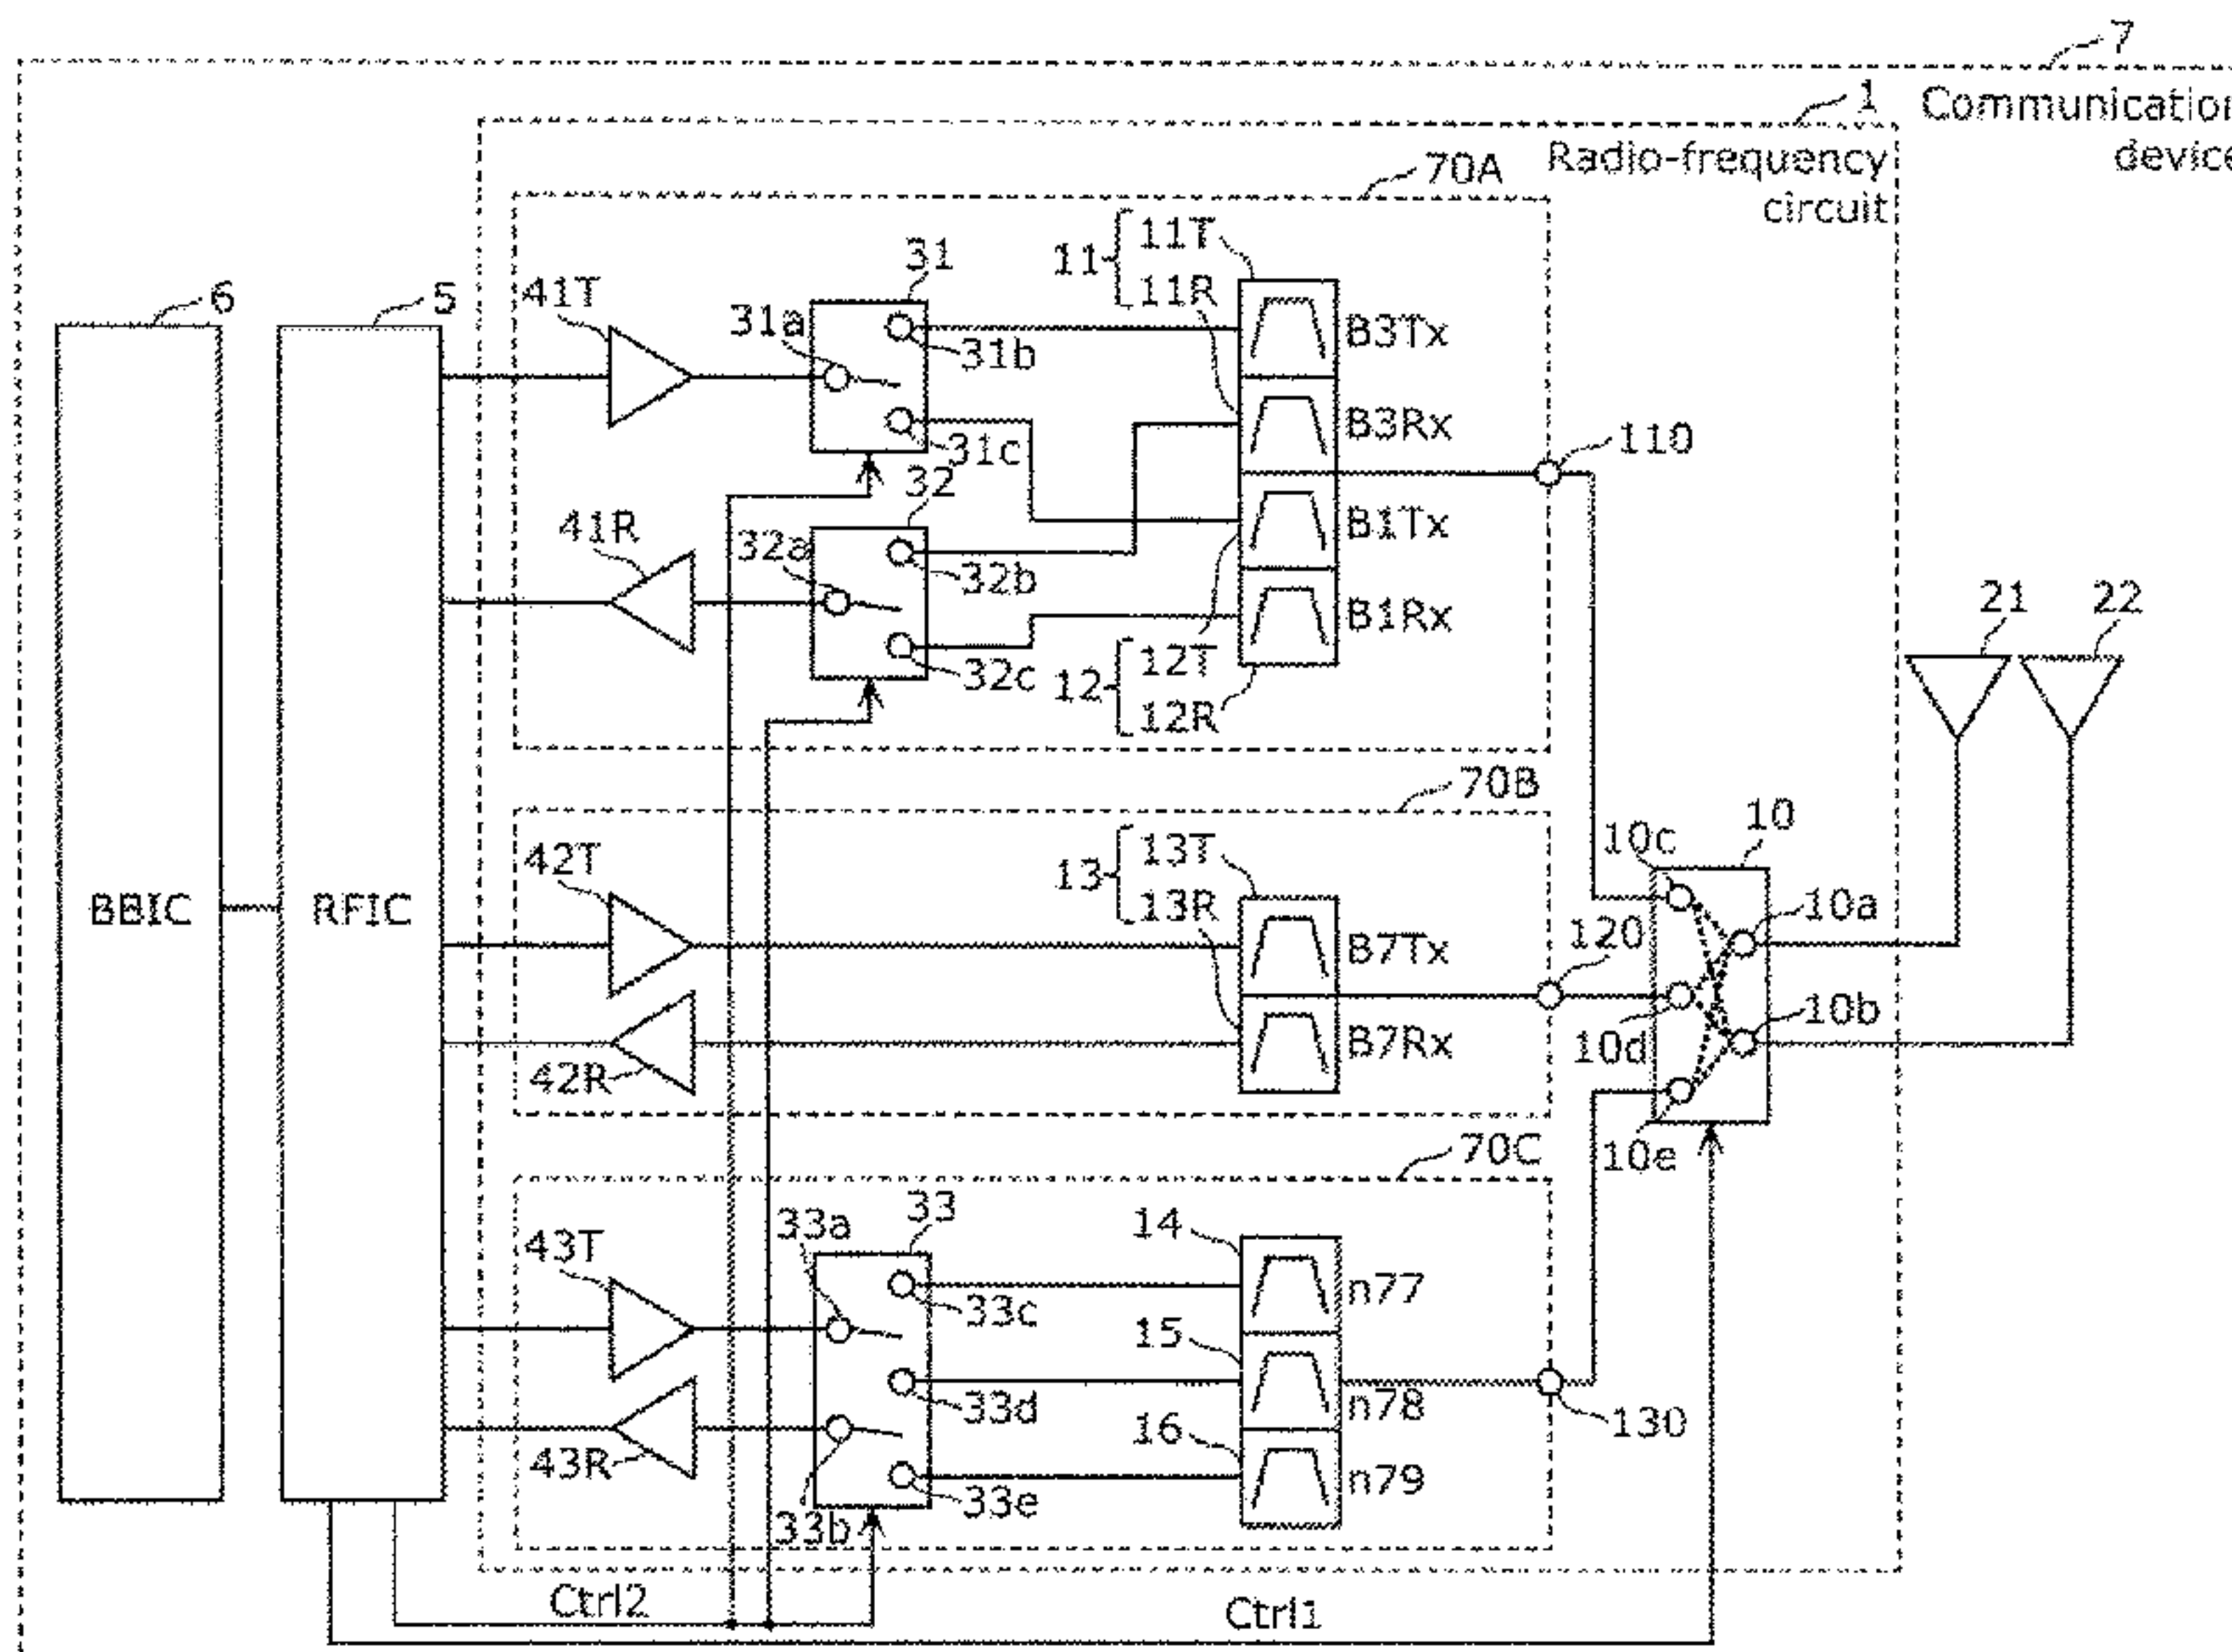 7
1
Communication
device
70A
Radio-frequency
circuit
31
11
11T
11R
6
5
41T
31a
31b
B3Tx
31c
B3Rx
110
32
41R
32a
32b
B1Tx
32c
B1Rx
21
22
12
12T
12R
70B
42T
13
13T
13R
10c
10
BBIC
RFIC
B7Tx
120
10a
10b
42R
B7Rx
10d
70C
10e
43T
33a
33
14
33c
n77
15
33d
n78
130
43R
16
33b
33e
n79
Ctrl2
Ctrl1